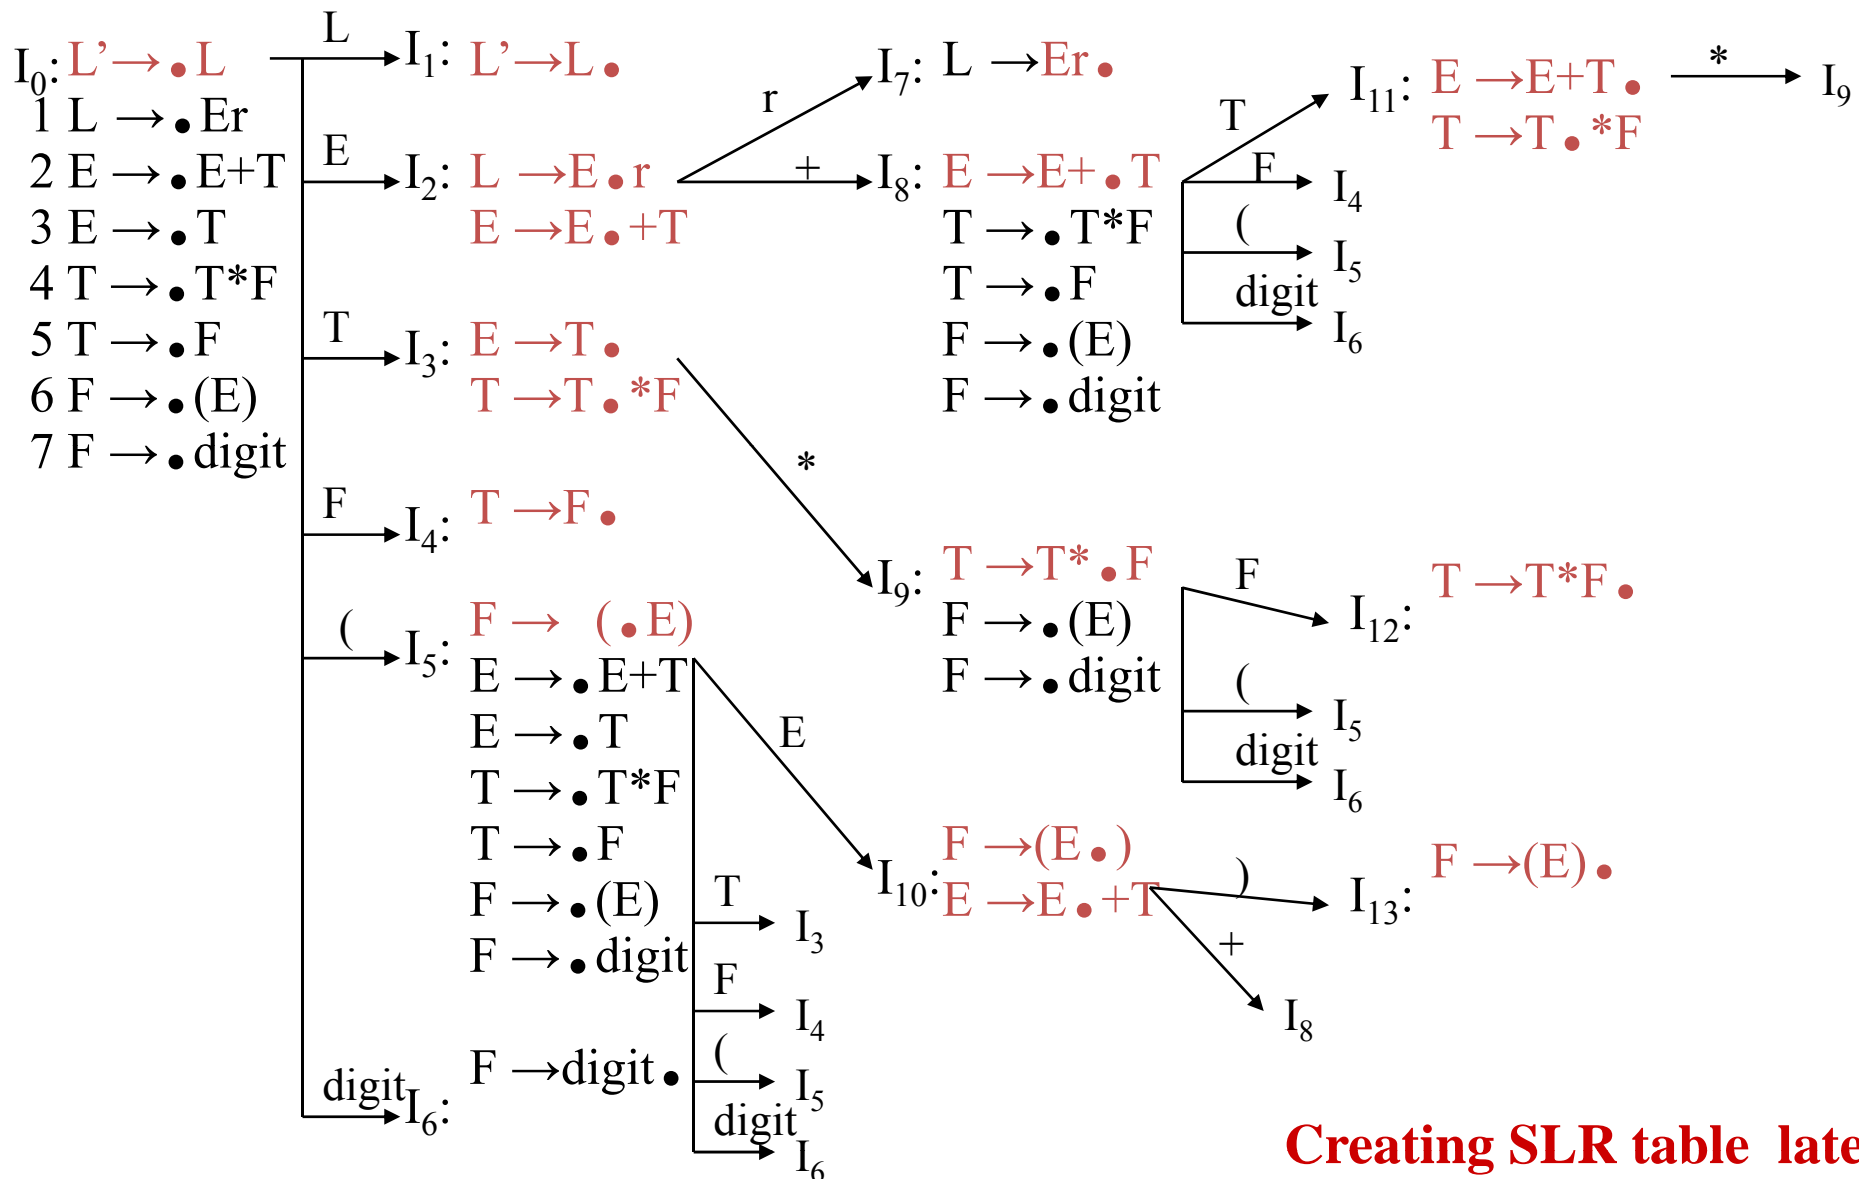 I₀: L’→.L
1 L →.Er
2 E →.E+T
3 E →.T
4 T →.T*F
5 T →.F
6 F →.(E)
7 F →.digit
L
I₁: L’→L.
E
I₂: L →E.r
E →E.+T
T
I₃: E →T.
T →T.*F
F
I₄: T →F.
(
I₅: F → (.E)
E →.E+T
E →.T
T →.T*F
T →.F
F →.(E)
F →.digit
digit
I₆: F →digit.
r
I₇: L →Er.
+
I₈: E →E+.T
T →.T*F
T →.F
F →.(E)
F →.digit
*
I₉: T →T*.F
F →.(E)
F →.digit
E
I₁₀: F →(E.)
E →E.+T
T
I₃
F
I₄
(
I₅
digit
I₆
T
I₁₁: E →E+T.
T →T.*F
*
I₉
F
I₄
(
I₅
digit
I₆
F
I₁₂: T →T*F.
(
I₅
digit
I₆
)
I₁₃: F →(E).
+
I₈
Creating SLR table late